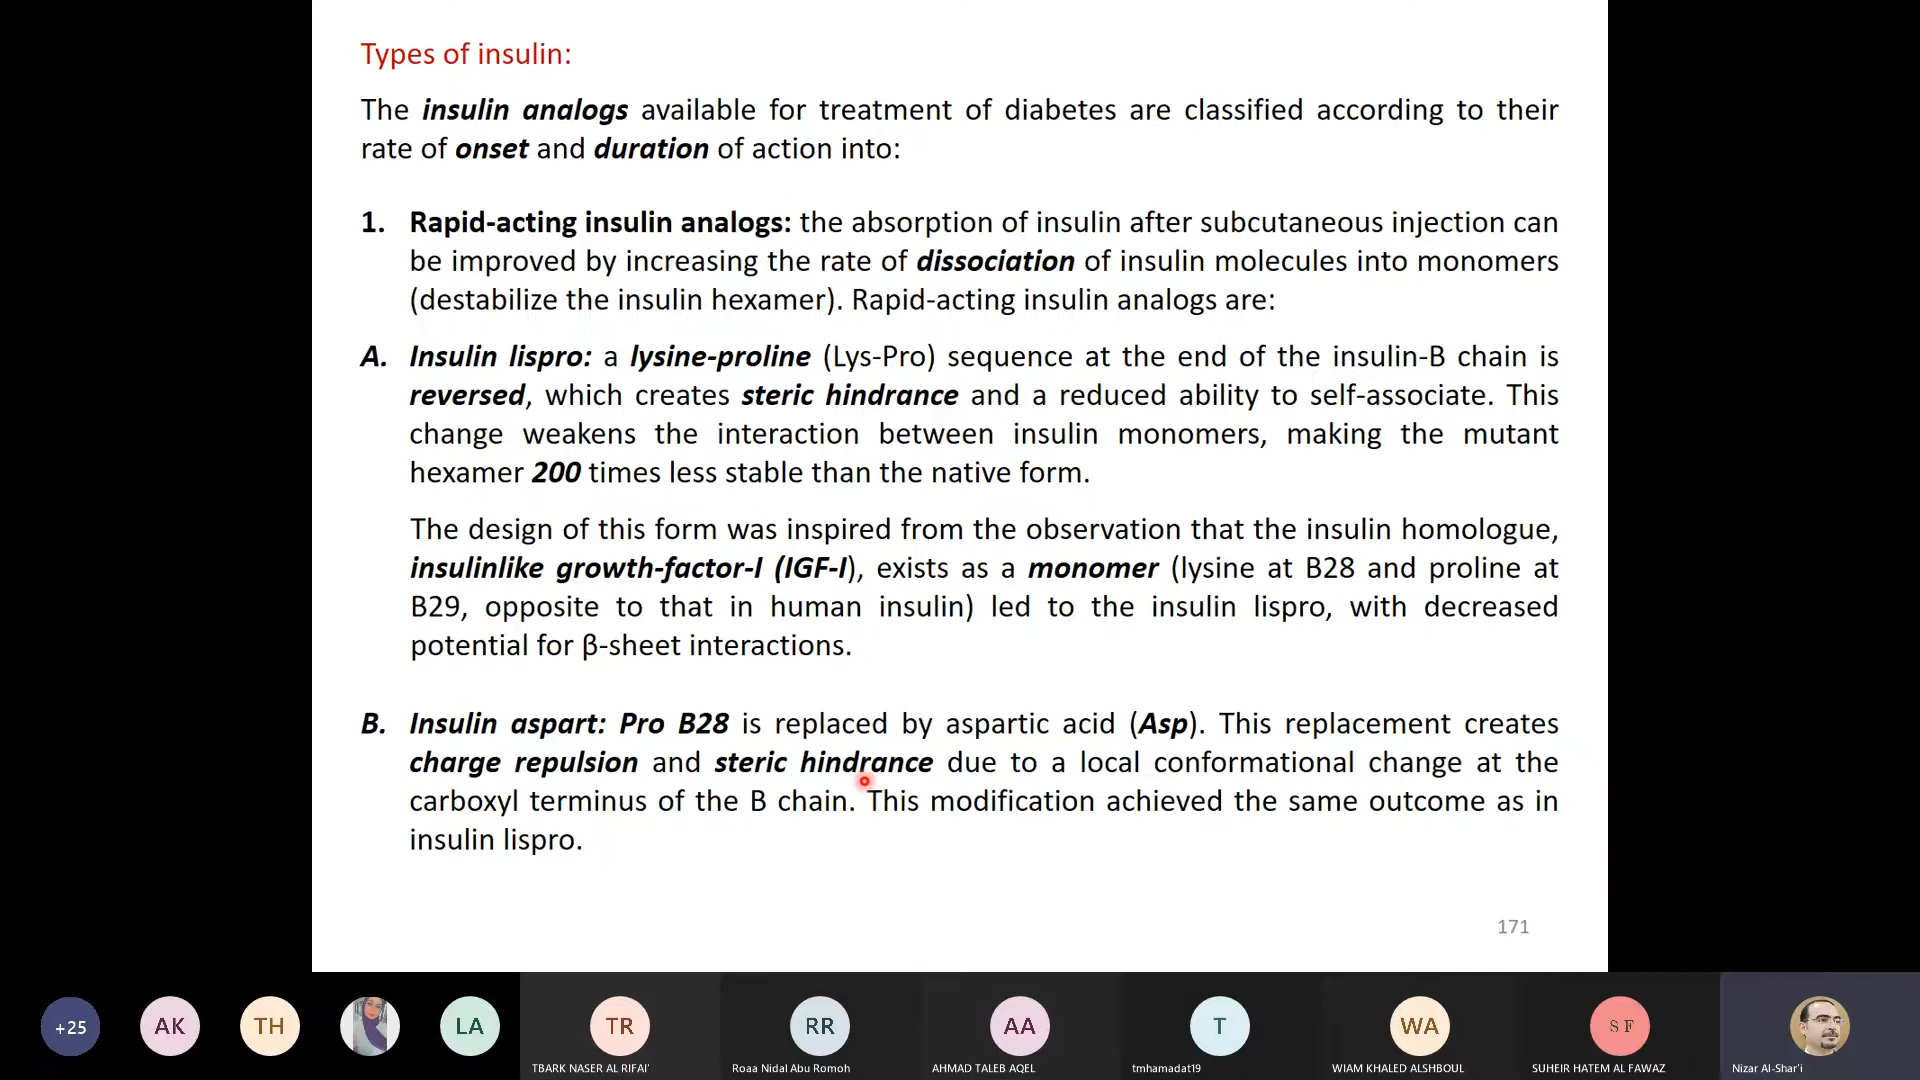 Types of insulin:
The insulin analogs available for treatment of diabetes are classified according to their
rate of onset and duration of action into:
1. Rapid-acting insulin analogs: the absorption of insulin after subcutaneous injection can
be improved by increasing the rate of dissociation of insulin molecules into monomers
(destabilize the insulin hexamer). Rapid-acting insulin analogs are:
A. Insulin lispro: a lysine-proline (Lys-Pro) sequence at the end of the insulin-B chain is
reversed, which creates steric hindrance and a reduced ability to self-associate. This
change weakens the interaction between insulin monomers, making the mutant
hexamer 200 times less stable than the native form.
The design of this form was inspired from the observation that the insulin homologue,
insulinlike growth-factor-I (IGF-I), exists as a monomer (lysine at B28 and proline at
B29, opposite to that in human insulin) led to the insulin lispro, with decreased
potential for β-sheet interactions.
B. Insulin aspart: Pro B28 is replaced by aspartic acid (Asp). This replacement creates
charge repulsion and steric hindrance due to a local conformational change at the
carboxyl terminus of the B chain. This modification achieved the same outcome as in
insulin lispro.
171
+25 AK TH LA TR RR AA T WA S F
TBARK NASER AL RIFAI' Roaa Nidal Abu Romoh AHMAD TALEB AQEL tmhamadat19 WIAM KHALED ALSHBOUL SUHEIR HATEM AL FAWAZ Nizar Al-Shar'i